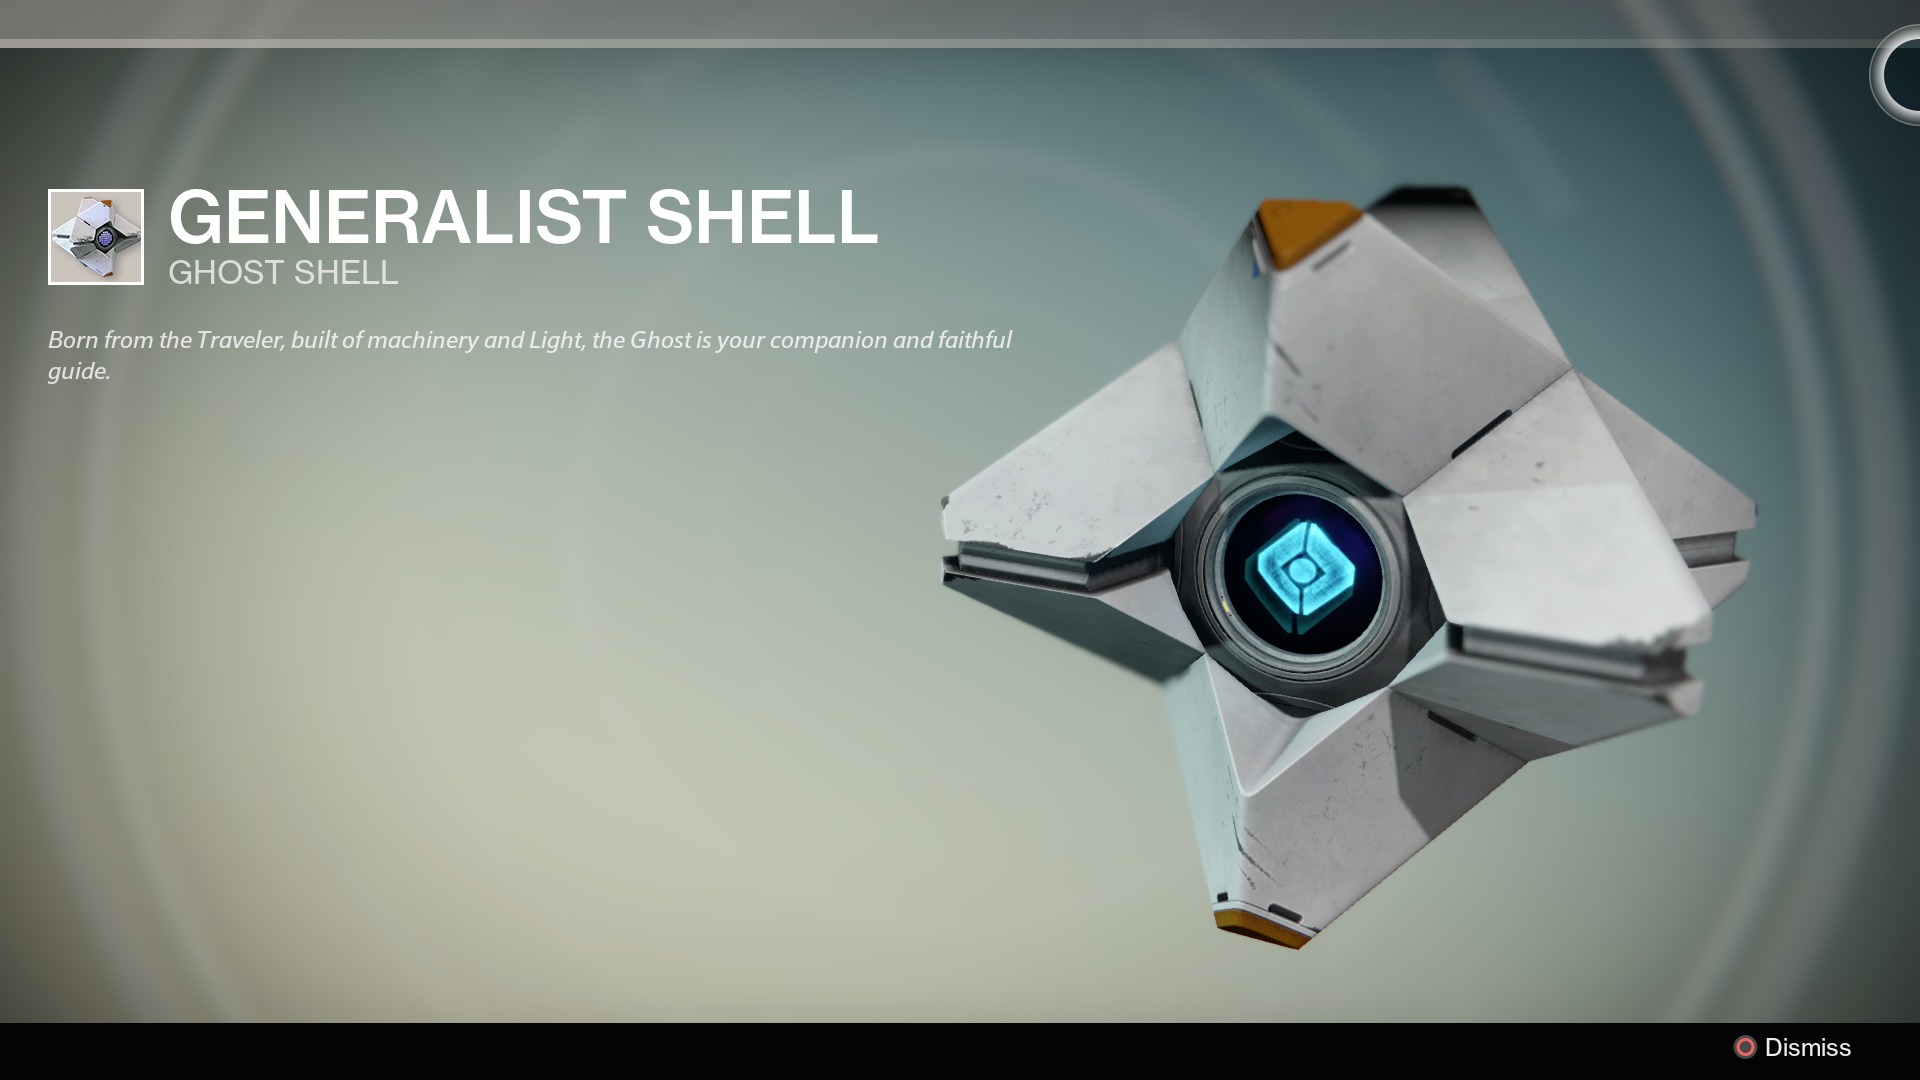 GENERALIST SHELL
GHOST SHELL
Born from the Traveler, built of machinery and Light, the Ghost is your companion and faithful
guide.
Dismiss